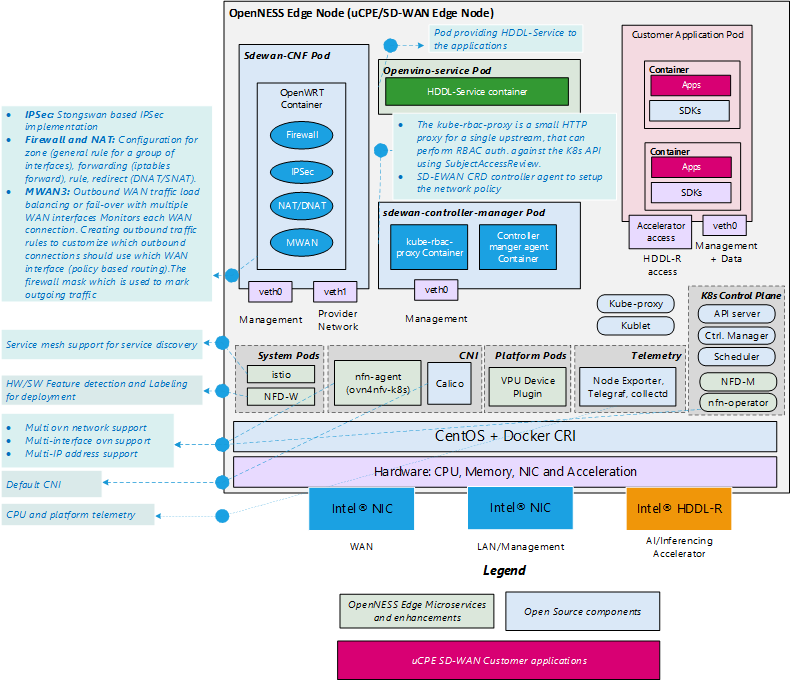 OpenNESS Edge Node (uCPE/SD-WAN Edge Node)
Pod providing HDDL-Service to
the applications
Sdewan-CNF Pod
OpenWRT
Container
Firewall
IPSec
NAT/DNAT
MWAN
veth0
veth1
Management
Provider
Network
Openvino-service Pod
HDDL-Service container
• The kube-rbac-proxy is a small HTTP
proxy for a single upstream, that can
perform RBAC auth. against the K8s API
using SubjectAccessReview.
• SD-EWAN CRD controller agent to setup
the network policy
sdewan-controller-manager Pod
kube-rbac-
proxy Container
Controller
manger agent
Container
veth0
Management
Customer Application Pod
Container
Apps
SDKs
Container
Apps
SDKs
Accelerator
access
veth0
HDDL-R
access
Management
+ Data
• IPSec: Stongswan based IPSec
implementation
• Firewall and NAT: Configuration for
zone (general rule for a group of
interfaces), forwarding (iptables
forward), rule, redirect (DNAT/SNAT).
• MWAN3: Outbound WAN traffic load
balancing or fail-over with multiple
WAN interfaces Monitors each WAN
connection. Creating outbound traffic
rules to customize which outbound
connections should use which WAN
interface (policy based routing).The
firewall mask which is used to mark
outgoing traffic
Service mesh support for service discovery
HW/SW Feature detection and Labeling
for deployment
• Multi ovn network support
• Multi-interface ovn support
• Multi-IP address support
Default CNI
CPU and platform telemetry
Kube-proxy
Kublet
K8s Control Plane
API server
Ctrl. Manager
Scheduler
NFD-M
nfn-operator
System Pods
istio
NFD-W
CNI
nfn-agent
(ovn4nfv-k8s)
Calico
Platform Pods
VPU Device
Plugin
Telemetry
Node Exporter,
Telegraf, collectd
CentOS + Docker CRI
Hardware: CPU, Memory, NIC and Acceleration
Intel® NIC
Intel® NIC
Intel® HDDL-R
WAN
LAN/Management
AI/Inferencing
Accelerator
Legend
OpenNESS Edge Microservices
and enhancements
Open Source components
uCPE SD-WAN Customer applications